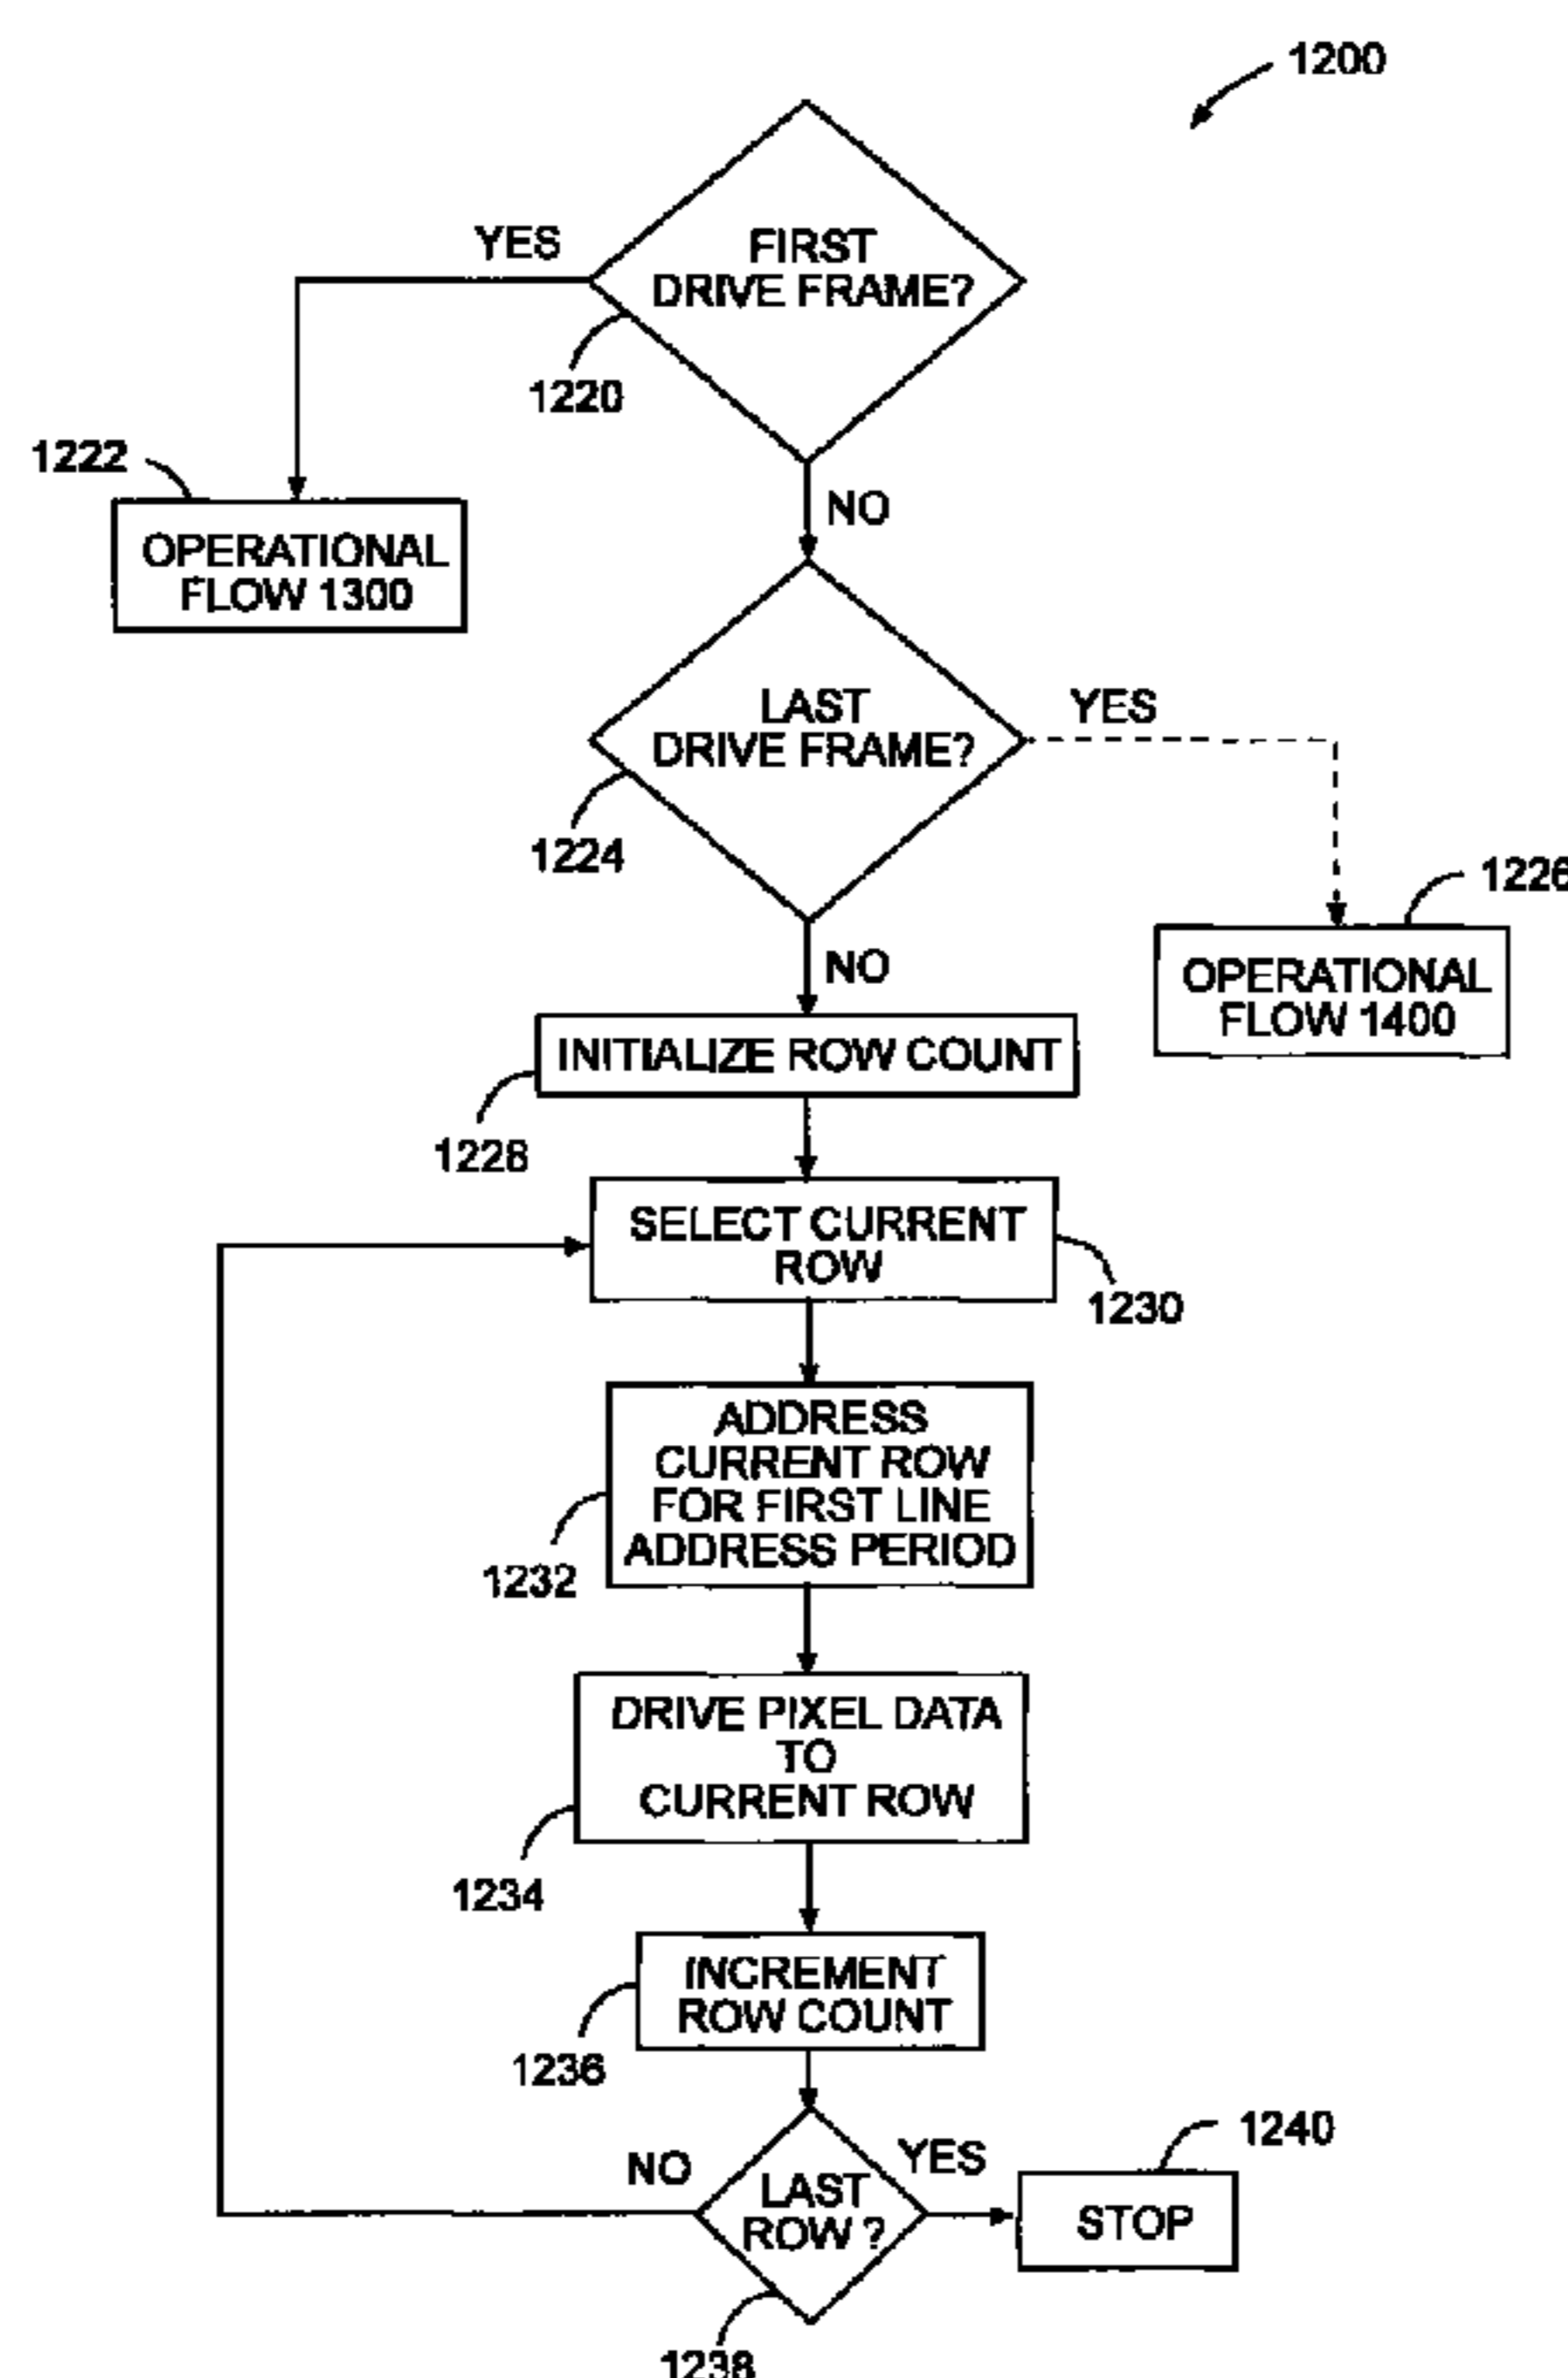 1200
FIRST
DRIVE FRAME?
YES
1220
1222
NO
OPERATIONAL
FLOW 1300
LAST
DRIVE FRAME?
YES
1224
1226
NO
OPERATIONAL
FLOW 1400
INITIALIZE ROW COUNT
1228
SELECT CURRENT
ROW
1230
ADDRESS
CURRENT ROW
FOR FIRST LINE
ADDRESS PERIOD
1232
DRIVE PIXEL DATA
TO
CURRENT ROW
1234
INCREMENT
ROW COUNT
1236
NO
YES
1240
LAST
ROW ?
STOP
1238